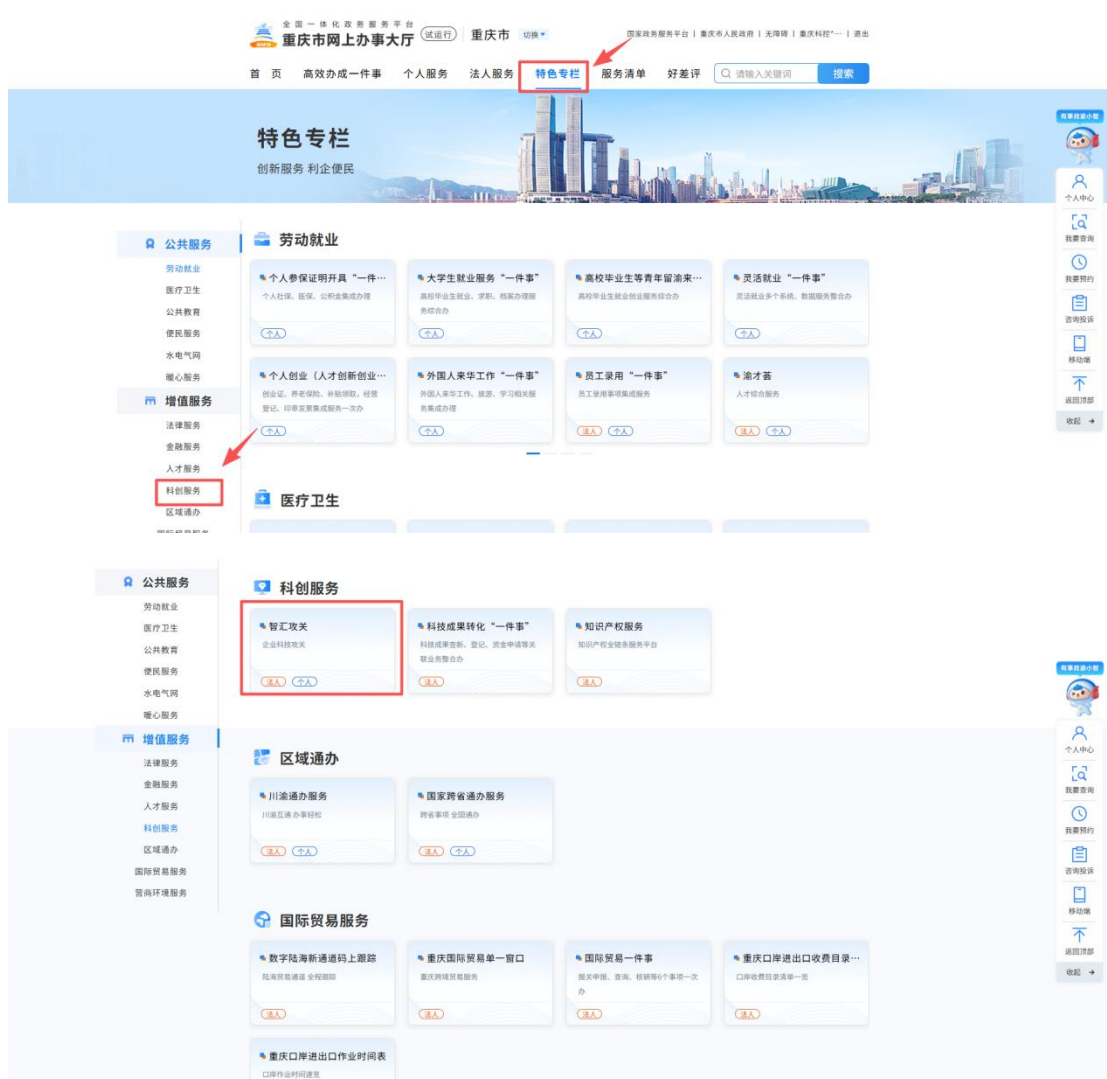 全国一体化政务服务平台
重庆市网上办事大厅 试运行 重庆市 切换
国家政务服务平台 | 重庆市人民政府 | 无障碍 | 重庆科控*… | 退出
首 页 高效办成一件事 个人服务 法人服务 特色专栏 服务清单 好差评 请输入关键词 搜索
特色专栏
创新服务 利企便民
有事找渝小智
个人中心
我要查询
我要预约
咨询投诉
移动端
返回顶部
收起
公共服务
劳动就业
医疗卫生
公共教育
便民服务
水电气网
暖心服务
增值服务
法律服务
金融服务
人才服务
科创服务
区域通办
国际贸易服务
劳动就业
个人参保证明开具“一件…
个人社保、医保、公积金集成办理
个人
大学生就业服务“一件事”
高校毕业生就业、求职、档案办理服
务综合办
个人
高校毕业生等青年留渝来…
高校毕业生就业创业服务综合办
个人
灵活就业“一件事”
灵活就业多个系统、数据服务整合办
个人
个人创业（人才创新创业…
创业证、养老保险、补贴领取，经营
登记、印章发票集成服务一次办
个人
外国人来华工作“一件事”
外国人来华工作、旅游、学习相关服
务集成办理
个人
员工录用“一件事”
员工录用事项集成服务
法人 个人
渝才荟
人才综合服务
法人 个人
医疗卫生
公共服务
劳动就业
医疗卫生
公共教育
便民服务
水电气网
暖心服务
增值服务
法律服务
金融服务
人才服务
科创服务
区域通办
国际贸易服务
营商环境服务
科创服务
智汇攻关
企业科技攻关
法人 个人
科技成果转化“一件事”
科技成果查新、登记、资金申请等关
联业务整合办
法人
知识产权服务
知识产权全链条服务平台
法人
区域通办
川渝通办服务
川渝互通 办事轻松
法人 个人
国家跨省通办服务
跨省事项 全国通办
法人 个人
国际贸易服务
数字陆海新通道码上跟踪
陆海贸易通道 全程跟踪
法人
重庆国际贸易单一窗口
重庆跨境贸易服务
法人
国际贸易一件事
报关申报、查询、核销等6个事项一次
办
法人
重庆口岸进出口收费目录…
口岸收费目录清单一览
法人
重庆口岸进出口作业时间表
口岸作业时间速览
有事找渝小智
个人中心
我要查询
我要预约
咨询投诉
移动端
返回顶部
收起